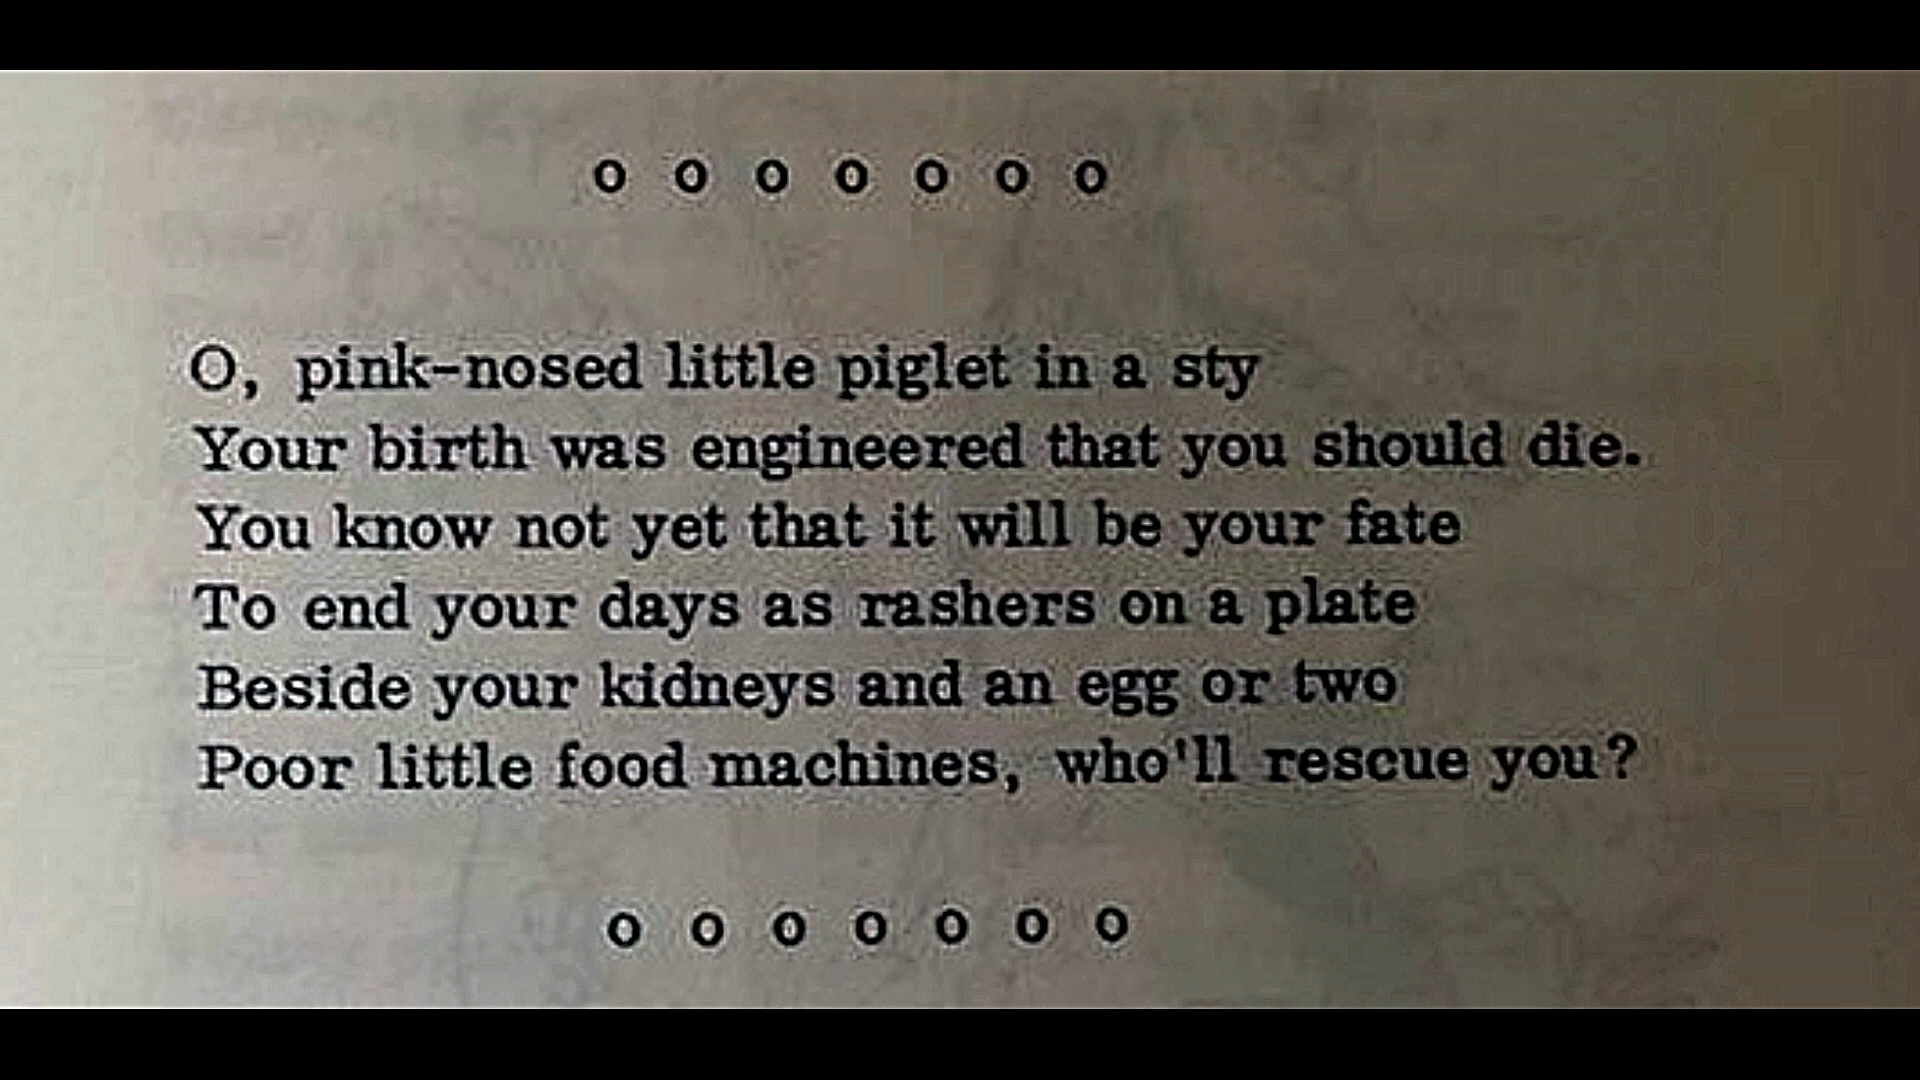 o o o o o o o
O, pink-nosed little piglet in a sty
Your birth was engineered that you should die.
You know not yet that it will be your fate
To end your days as rashers on a plate
Beside your kidneys and an egg or two
Poor little food machines, who'll rescue you?
o o o o o o o